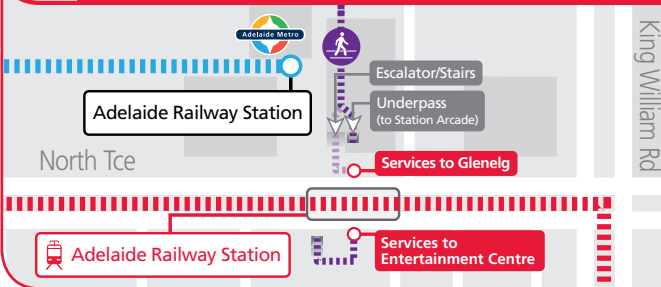 Adelaide Metro
Escalator/Stairs
Adelaide Railway Station
Underpass
(to Station Arcade)
King William Rd
North Tce
Services to Glenelg
Adelaide Railway Station
Services to
Entertainment Centre